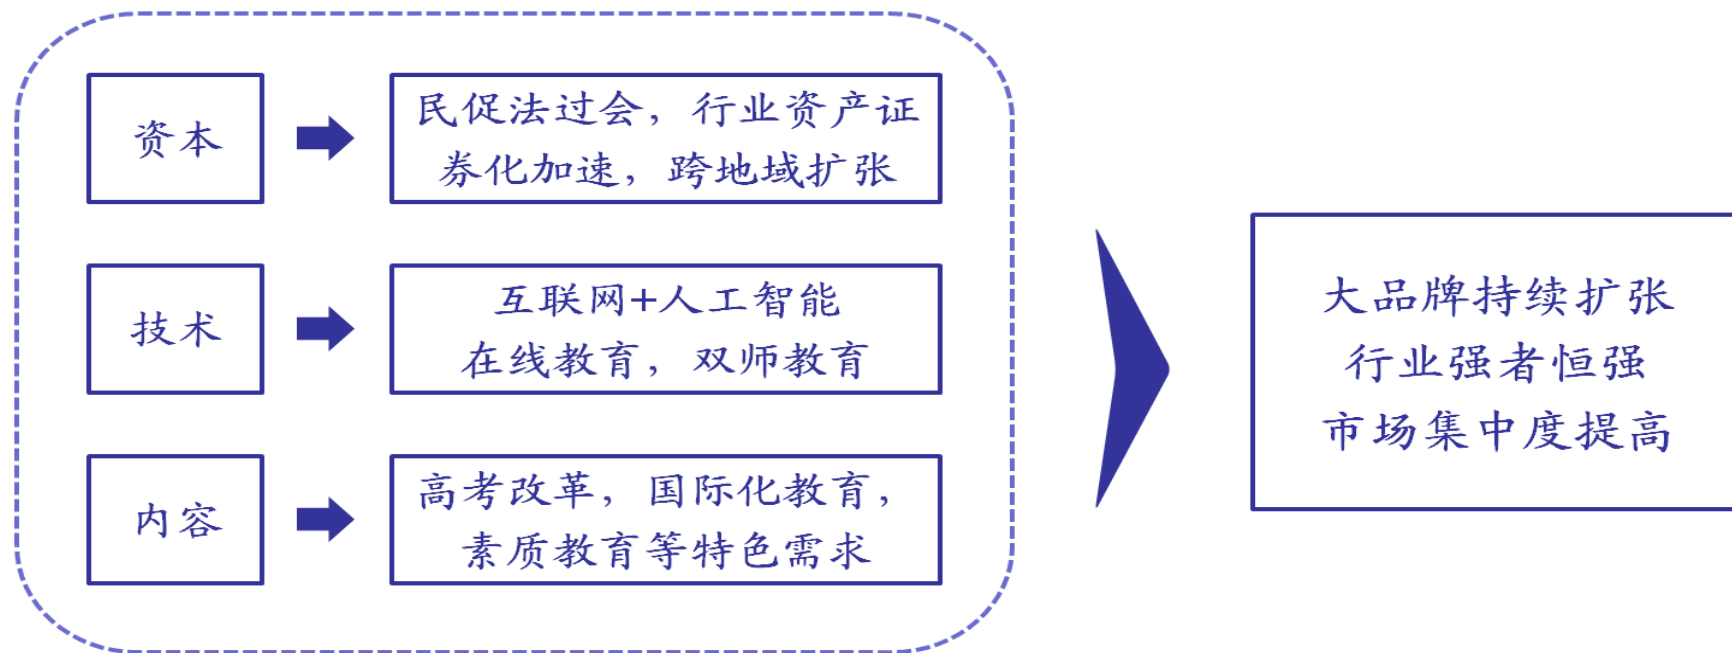 资本
民促法过会，行业资产证
券化加速，跨地域扩张
技术
互联网+人工智能
在线教育，双师教育
内容
高考改革，国际化教育，
素质教育等特色需求
大品牌持续扩张
行业强者恒强
市场集中度提高